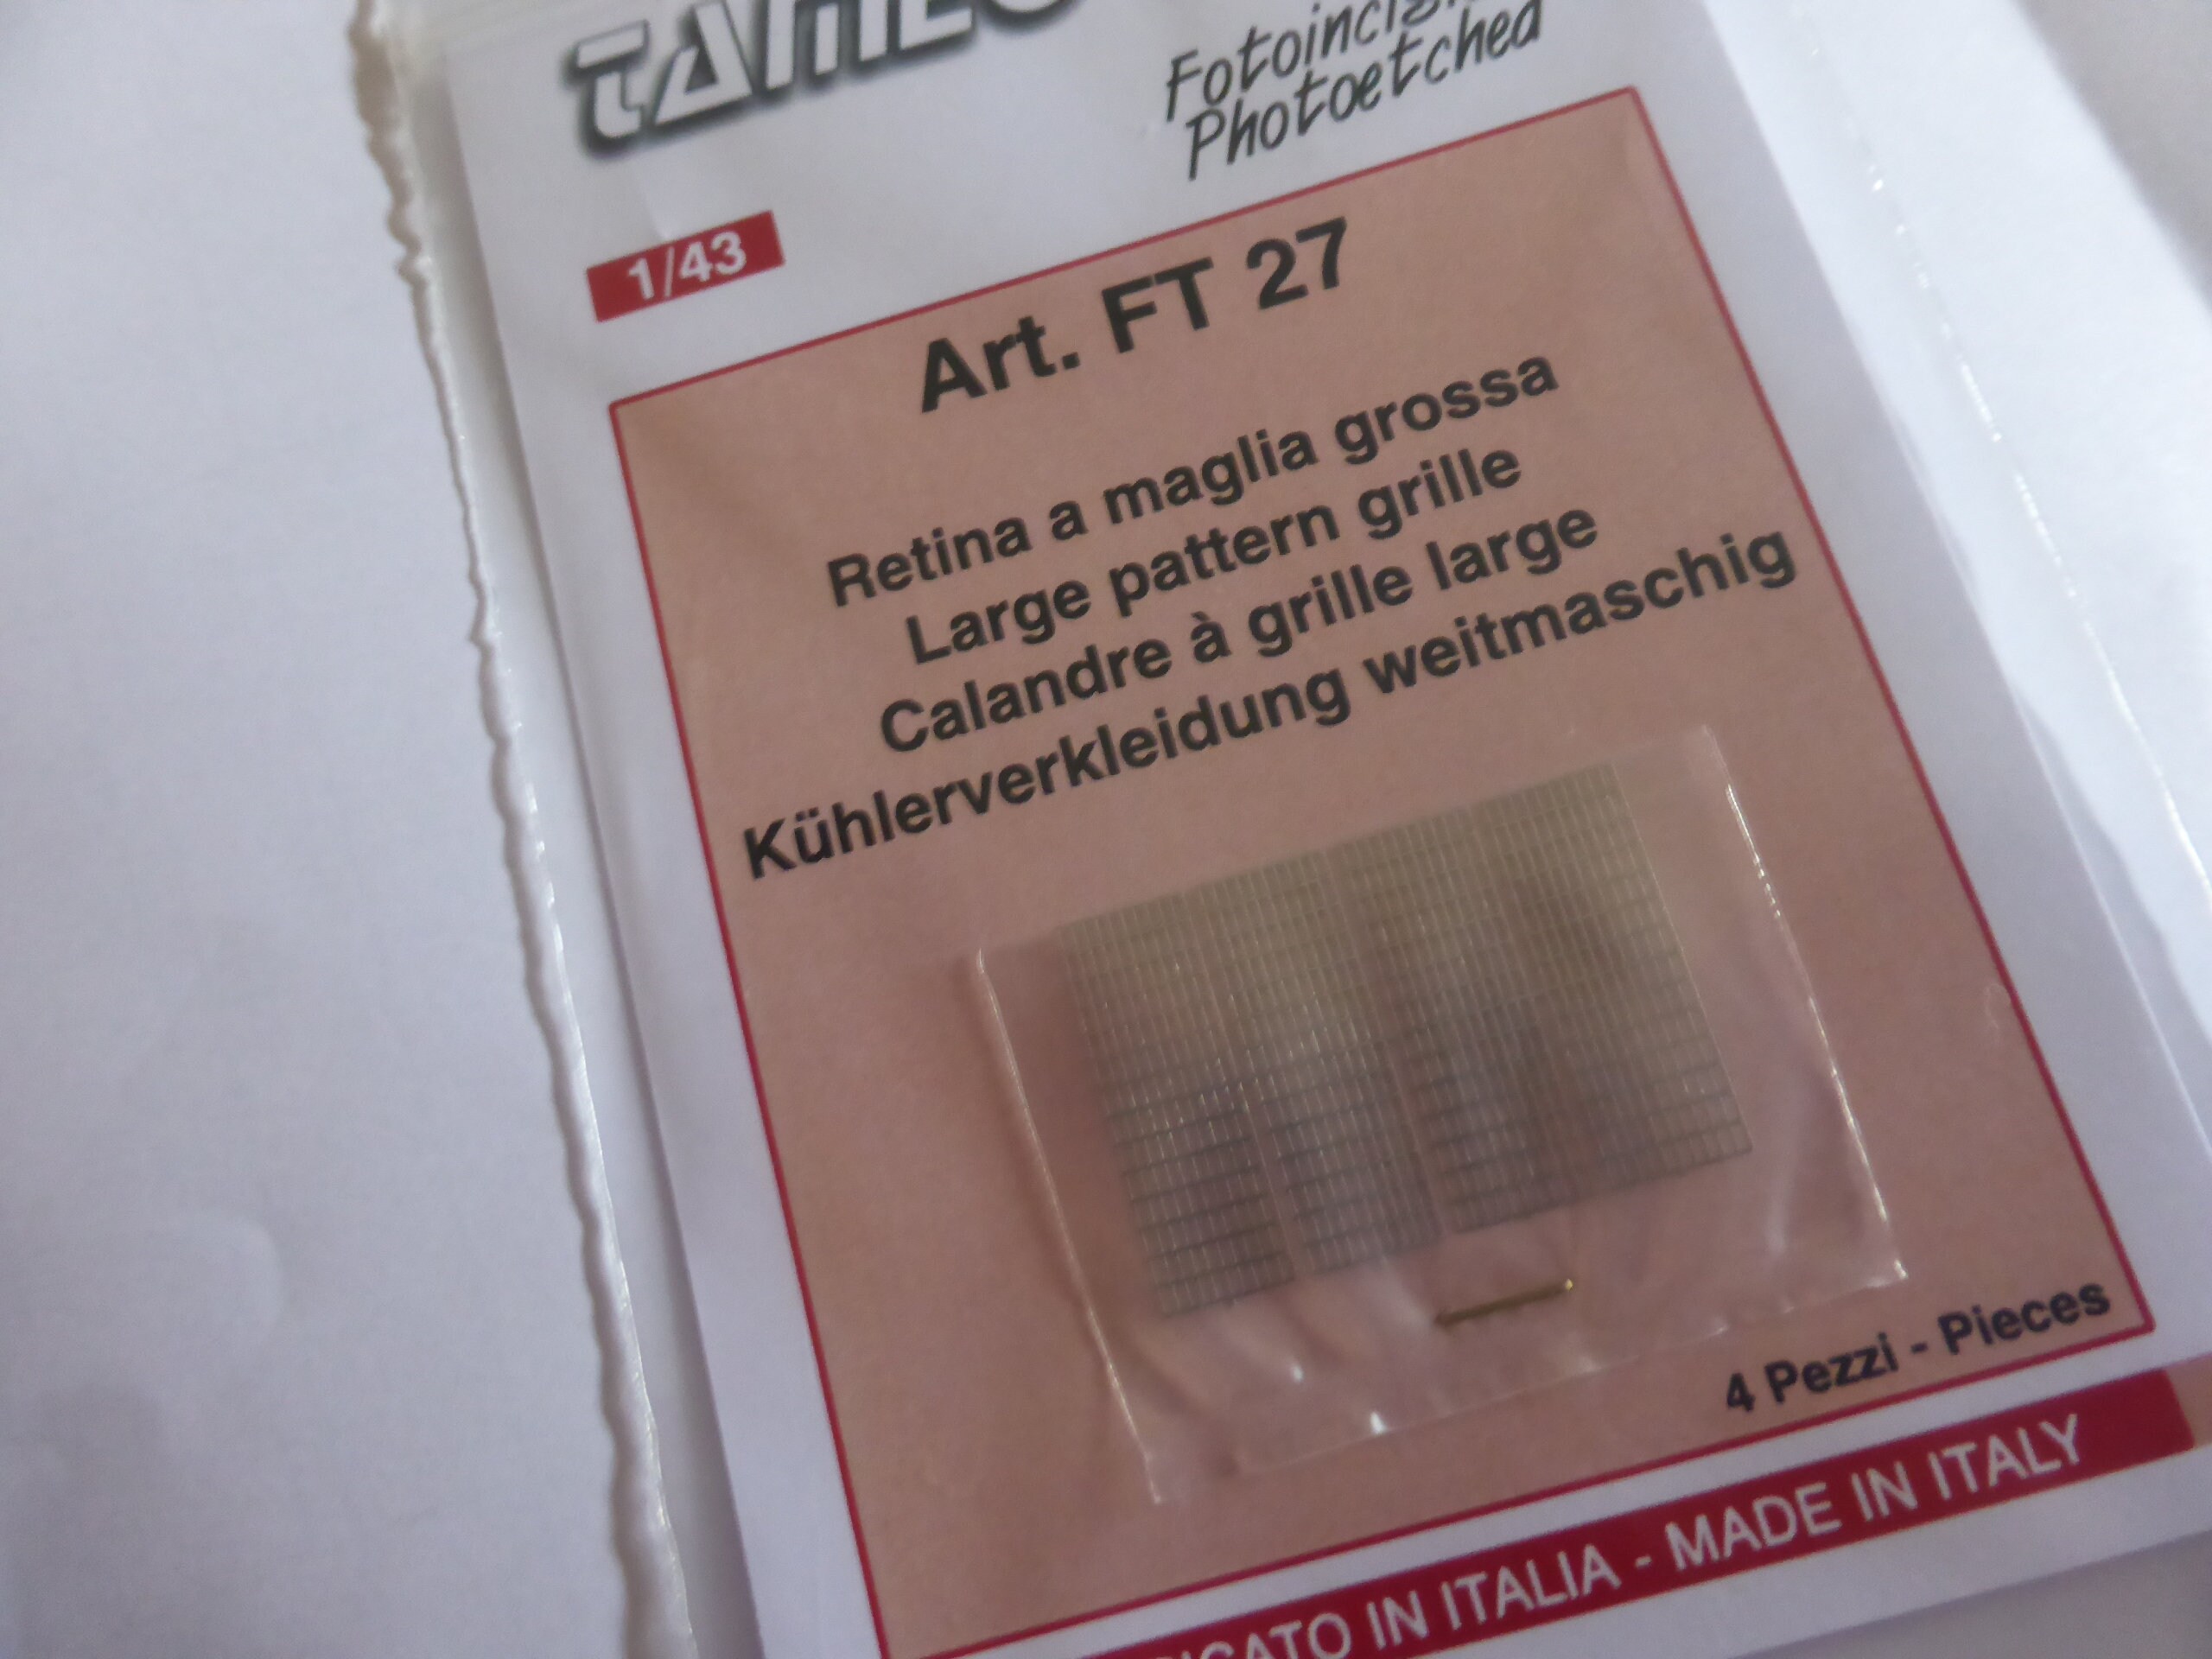 TAMEO
Photoetched
1/43
Art. FT 27
Retina a maglia grossa
Large pattern grille
Calandre à grille large
Kühlerverkleidung weitmaschig
4 Pezzi - Pieces
IN ITALIA - MADE IN ITALY